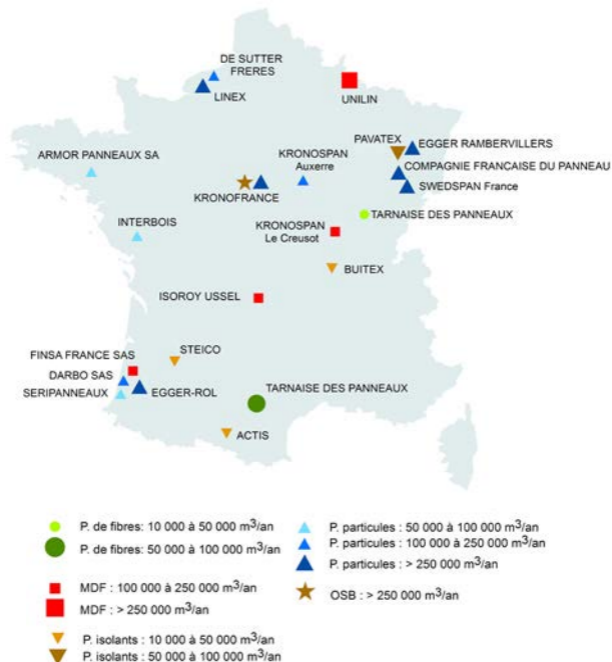 DE SUTTER
FRERES
LINEX
UNILIN
PAVATEX
EGGER RAMBERVILLERS
ARMOR PANNEAUX SA
KRONOSPAN
Auxerre
COMPAGNIE FRANCAISE DU PANNEAU
SWEDSPAN France
KRONOFRANCE
TARNAISE DES PANNEAUX
INTERBOIS
KRONOSPAN
Le Creusot
BUITEX
ISOROY USSEL
STEICO
FINSA FRANCE SAS
DARBO SAS
TARNAISE DES PANNEAUX
SERIPANNEAUX
EGGER-ROL
ACTIS
P. de fibres: 10 000 à 50 000 m³/an
P. de fibres: 50 000 à 100 000 m³/an
MDF : 100 000 à 250 000 m³/an
MDF : > 250 000 m³/an
P. isolants : 10 000 à 50 000 m³/an
P. isolants : 50 000 à 100 000 m³/an
P. particules : 50 000 à 100 000 m³/an
P. particules : 100 000 à 250 000 m³/an
P. particules : > 250 000 m³/an
OSB : > 250 000 m³/an